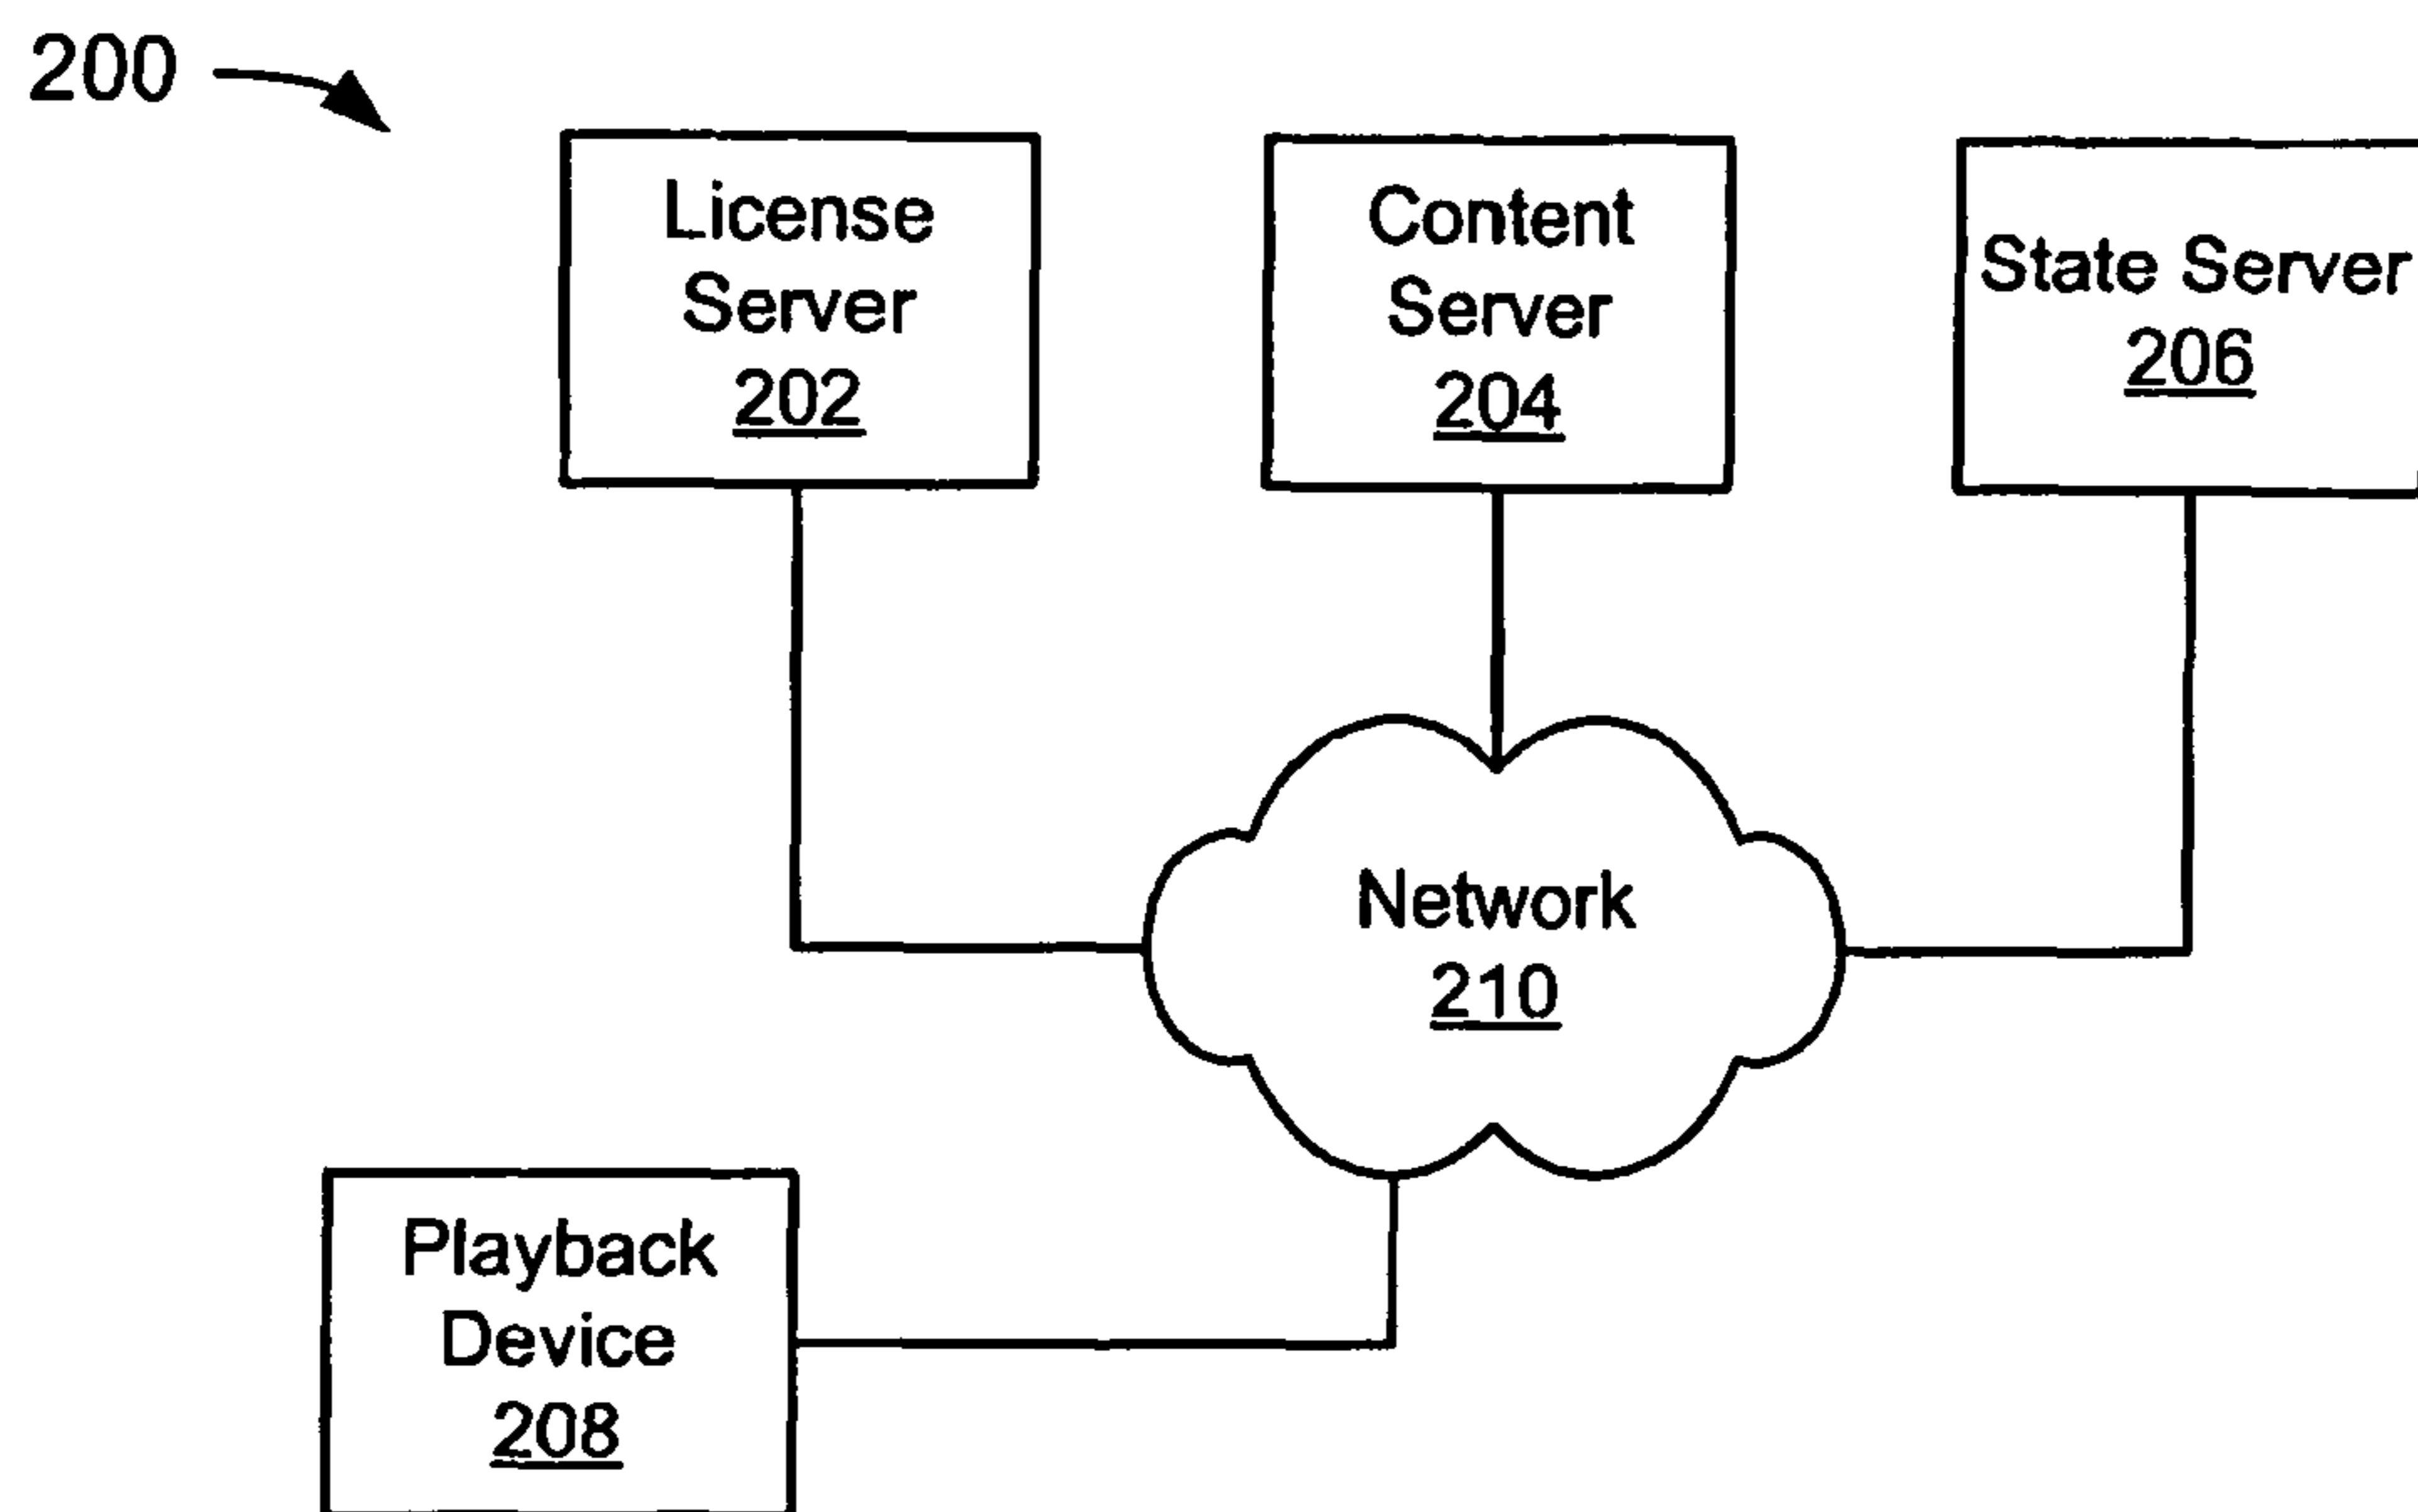 200
License
Server
202
Content
Server
204
State Server
206
Network
210
Playback
Device
208